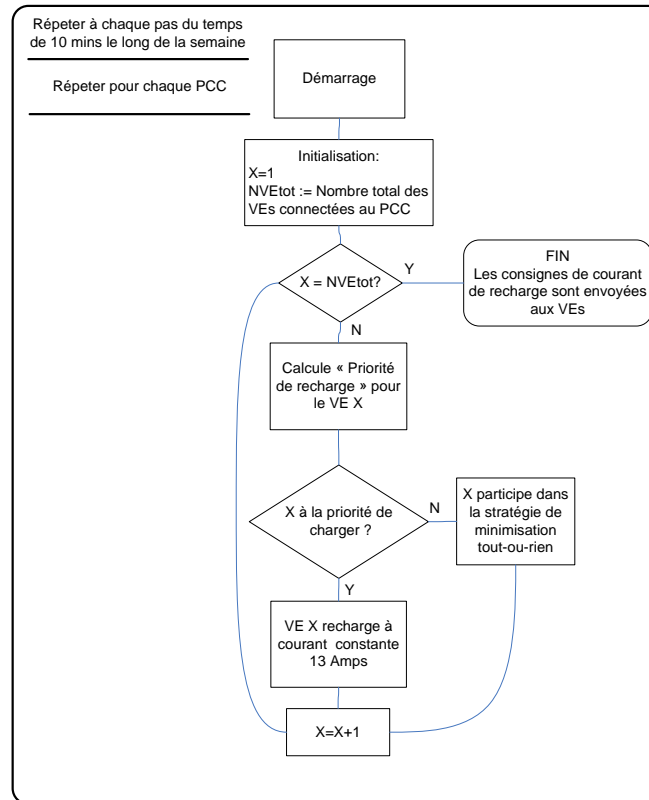 Répeter à chaque pas du temps
de 10 mins le long de la semaine
Répeter pour chaque PCC
Démarrage
Initialisation:
X=1
NVEtot := Nombre total des
VEs connectées au PCC
X = NVEtot?
Y
FIN
Les consignes de courant
de recharge sont envoyées
aux VEs
N
Calcule « Priorité
de recharge » pour
le VE X
X à la priorité de
charger ?
N
X participe dans
la stratégie de
minimisation
tout-ou-rien
Y
VE X recharge à
courant constante
13 Amps
X=X+1